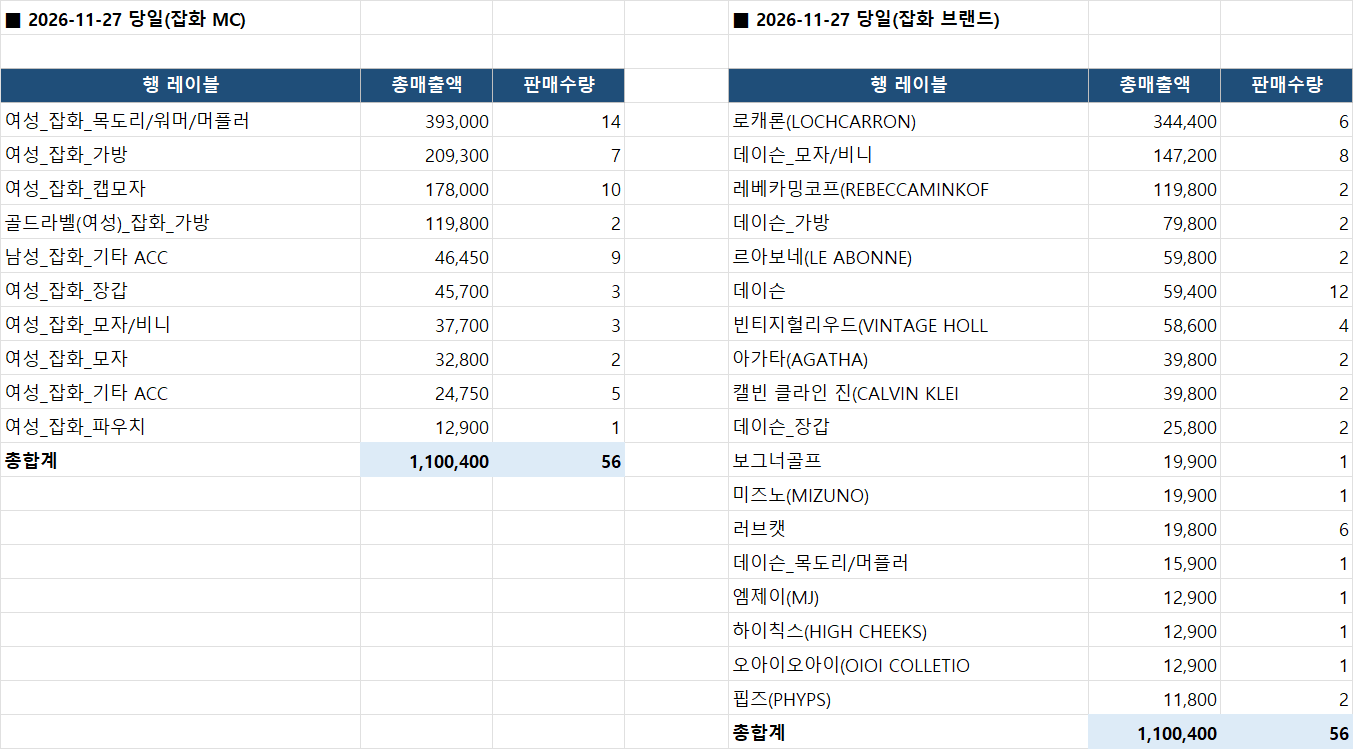 ■ 2026-11-27 당일(잡화 MC)
행 레이블 총매출액 판매수량
여성_잡화_목도리/워머/머플러 393,000 14
여성_잡화_가방 209,300 7
여성_잡화_캡모자 178,000 10
골드라벨(여성)_잡화_가방 119,800 2
남성_잡화_기타 ACC 46,450 9
여성_잡화_장갑 45,700 3
여성_잡화_모자/비니 37,700 3
여성_잡화_모자 32,800 2
여성_잡화_기타 ACC 24,750 5
여성_잡화_파우치 12,900 1
총합계 1,100,400 56
■ 2026-11-27 당일(잡화 브랜드)
행 레이블 총매출액 판매수량
로캐론(LOCHCARRON) 344,400 6
데이슨_모자/비니 147,200 8
레베카밍코프(REBECCAMINKOF 119,800 2
데이슨_가방 79,800 2
르아보네(LE ABONNE) 59,800 2
데이슨 59,400 12
빈티지헐리우드(VINTAGE HOLL 58,600 4
아가타(AGATHA) 39,800 2
캘빈 클라인 진(CALVIN KLEI 39,800 2
데이슨_장갑 25,800 2
보그너골프 19,900 1
미즈노(MIZUNO) 19,900 1
러브캣 19,800 6
데이슨_목도리/머플러 15,900 1
엠제이(MJ) 12,900 1
하이칙스(HIGH CHEEKS) 12,900 1
오아이오아이(OIOI COLLETIO 12,900 1
핍즈(PHYPS) 11,800 2
총합계 1,100,400 56